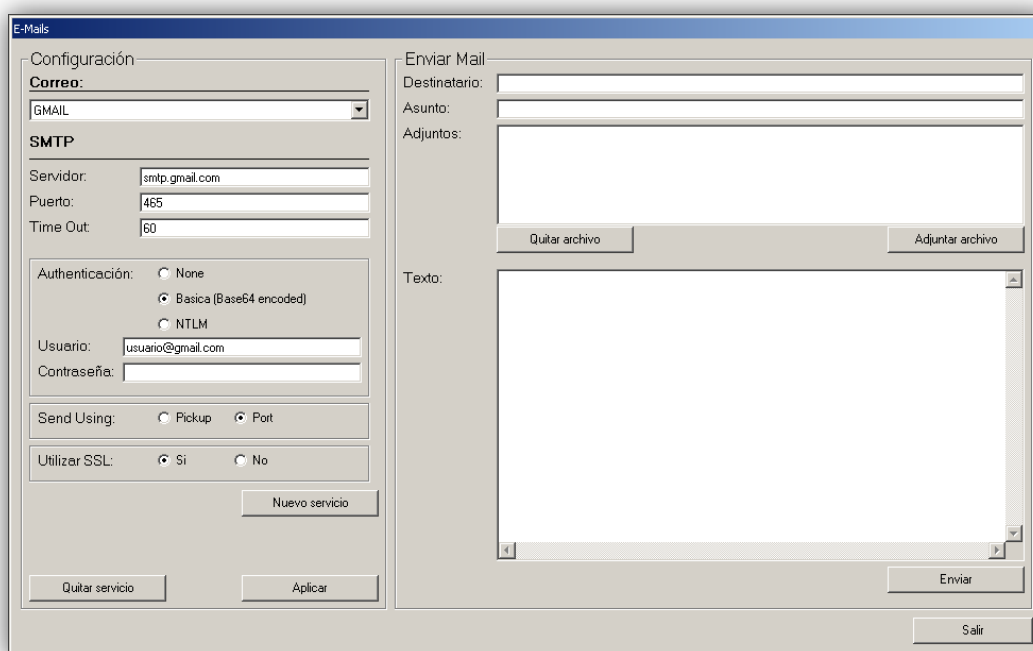 E-Mails
Configuración
Correo:
GMAIL
SMTP
Servidor: smtp.gmail.com
Puerto: 465
Time Out: 60
Authenticación: None
Basica (Base64 encoded)
NTLM
Usuario: usuario@gmail.com
Contraseña:
Send Using: Pickup Port
Utilizar SSL: Si No
Nuevo servicio
Quitar servicio Aplicar
Enviar Mail
Destinatario:
Asunto:
Adjuntos:
Quitar archivo Adjuntar archivo
Texto:
Enviar
Salir